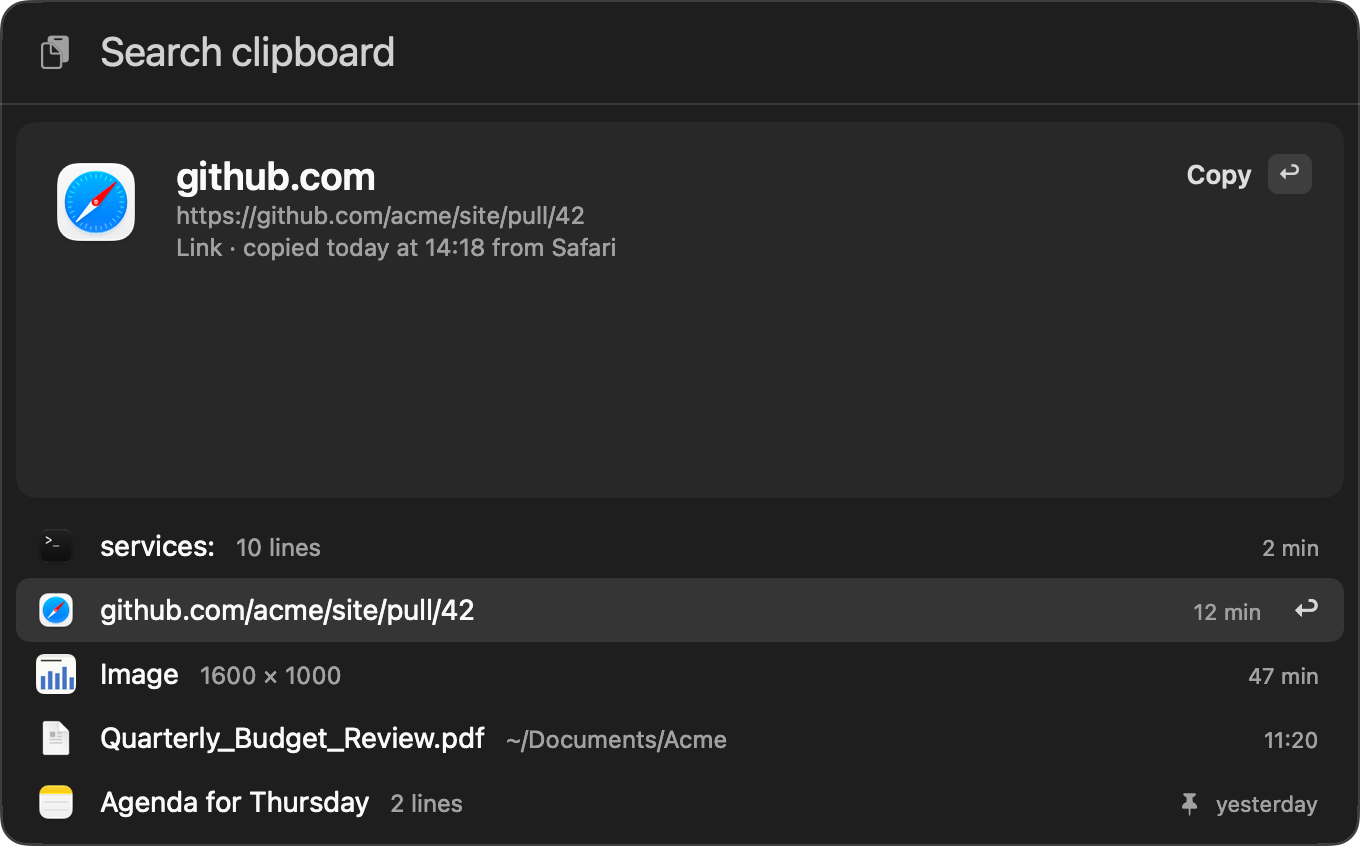 Search clipboard
github.com
Copy
https://github.com/acme/site/pull/42
Link · copied today at 14:18 from Safari
services: 10 lines 2 min
github.com/acme/site/pull/42 12 min
Image 1600 × 1000 47 min
Quarterly_Budget_Review.pdf ~/Documents/Acme 11:20
Agenda for Thursday 2 lines yesterday